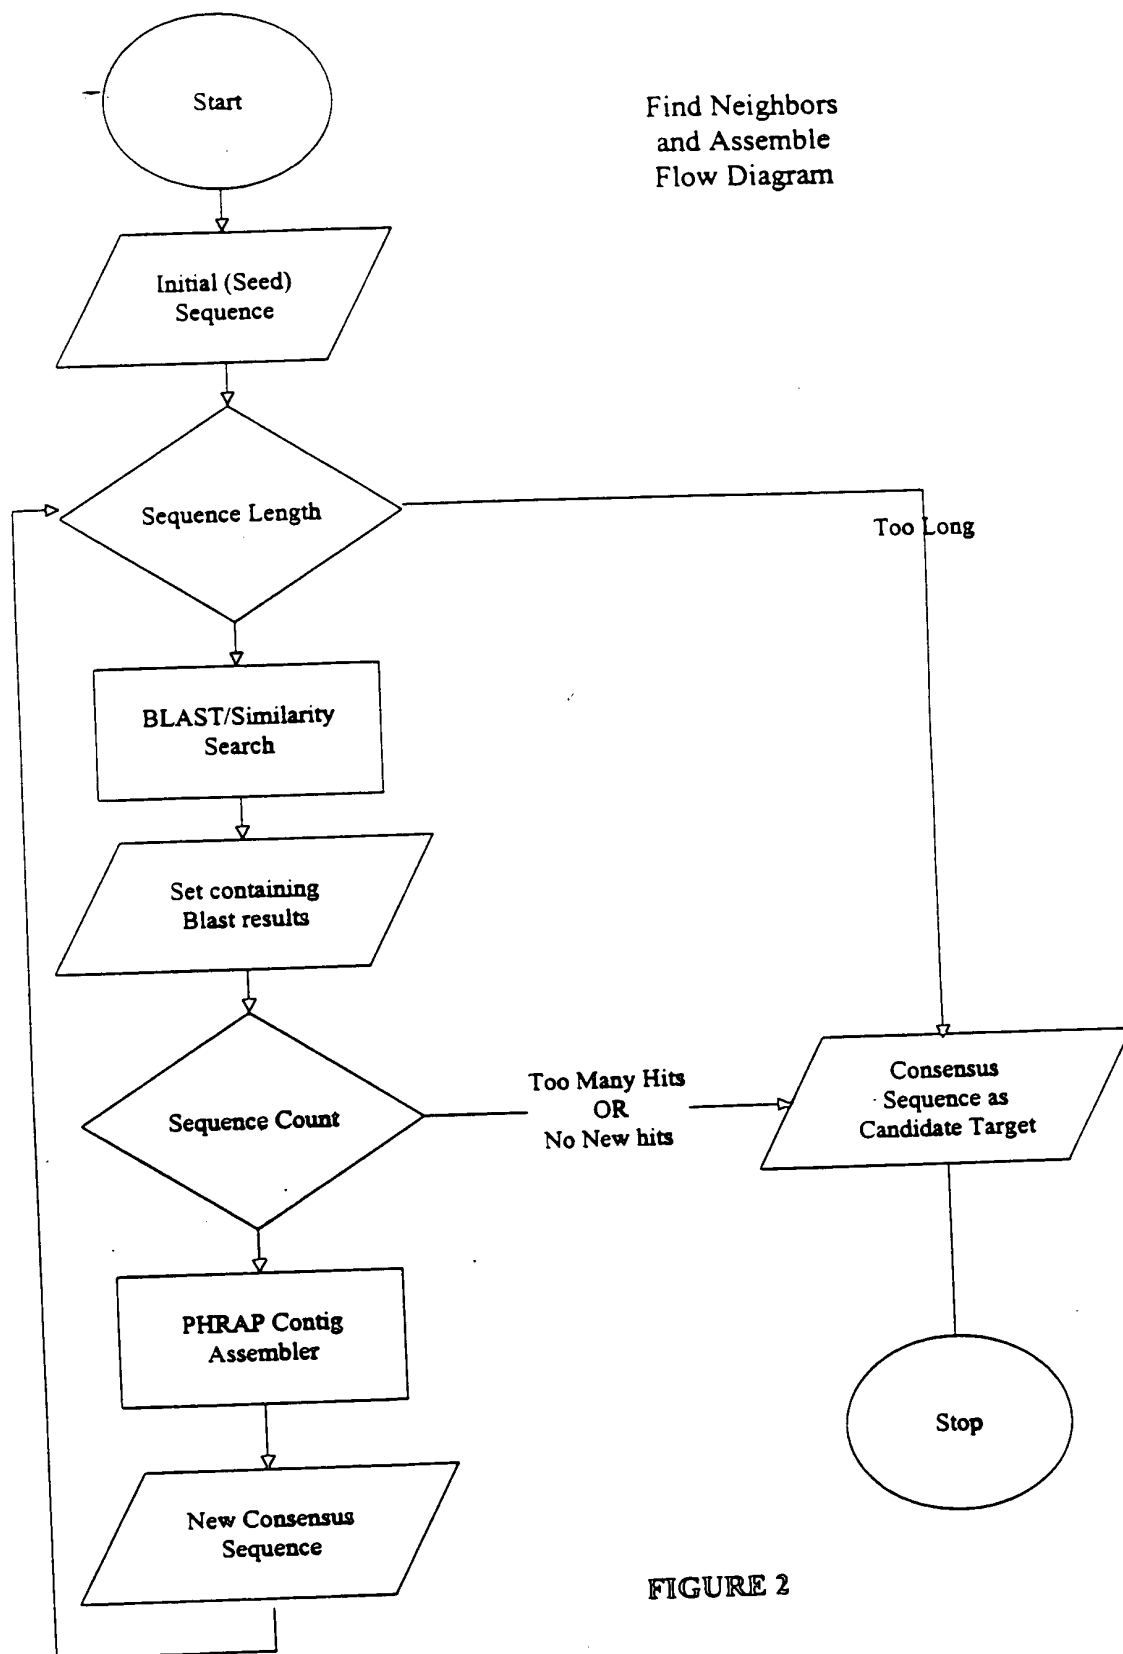 Start
Find Neighbors
and Assemble
Flow Diagram
Initial (Seed)
Sequence
Sequence Length
Too Long
BLAST/Similarity
Search
Set containing
Blast results
Sequence Count
Too Many Hits
OR
No New hits
Consensus
Sequence as
Candidate Target
PHRAP Contig
Assembler
Stop
New Consensus
Sequence
FIGURE 2